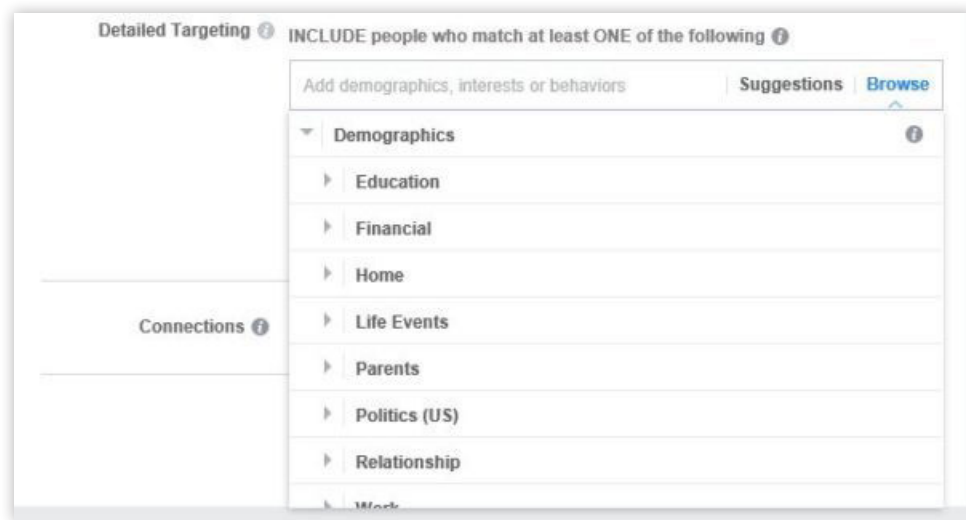 Detailed Targeting
INCLUDE people who match at least ONE of the following
Add demographics, interests or behaviors
Suggestions
Browse
Demographics
Education
Financial
Home
Life Events
Connections
Parents
Politics (US)
Relationship
Work